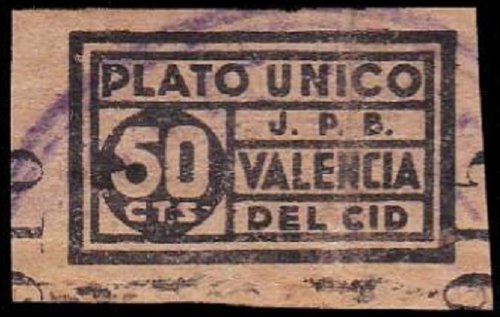 PLATO UNICO
50
CTS
J. P. B.
VALENCIA
DEL CID